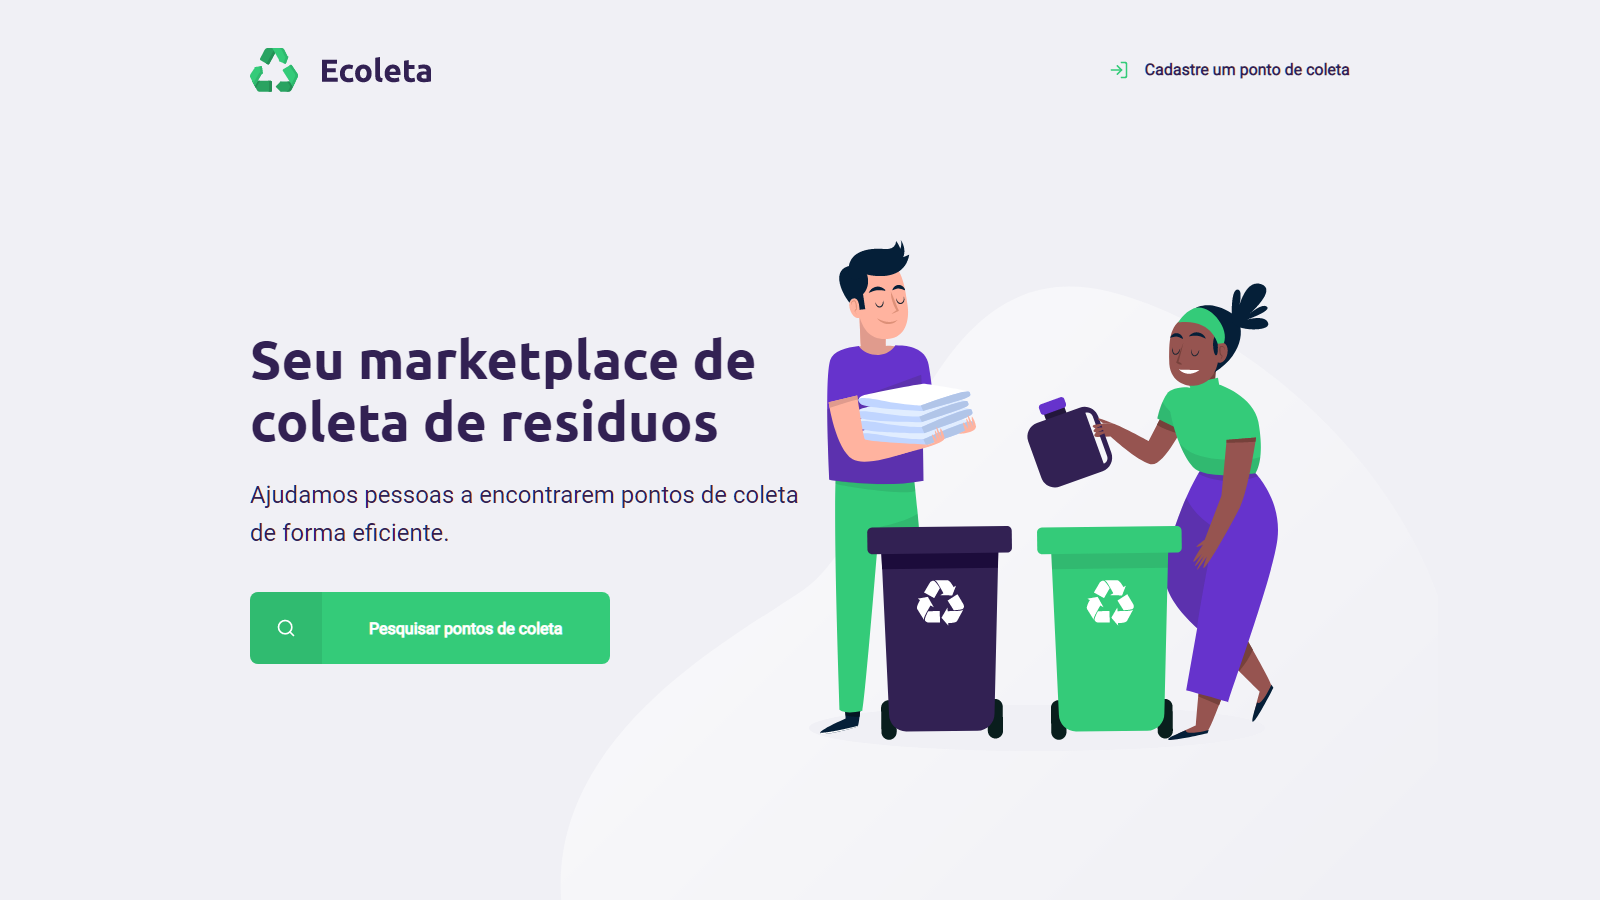 Ecoleta
Cadastre um ponto de coleta
Seu marketplace de
coleta de residuos
Ajudamos pessoas a encontrarem pontos de coleta
de forma eficiente.
Pesquisar pontos de coleta